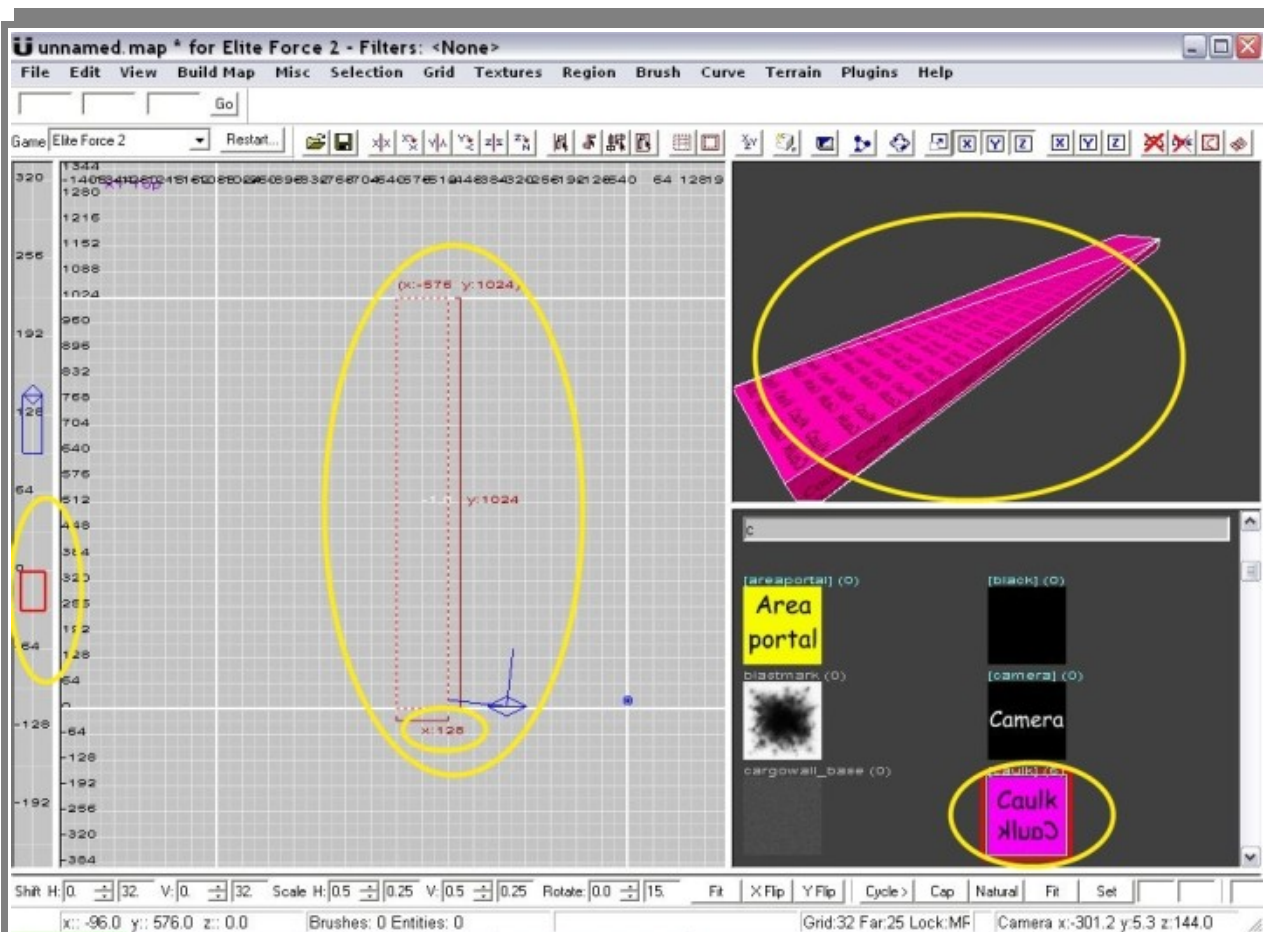 unnamed.map * for Elite Force 2 - Filters: <None>
File Edit View Build Map Misc Selection Grid Textures Region Brush Curve Terrain Plugins Help
Go
Game Elite Force 2 Restart...
320
256
192
128
64
0
-64
-128
-192
1344
1280
1216
1152
1088
1024
960
896
832
768
704
640
576
512
448
384
320
256
192
128
64
0
-64
-128
-192
-256
-320
-384
64 128 19
(x:-576 y:1024)
y:1024
x:128
c
[areaportal] (0) [black] (0)
Area
portal
blastmark (0) [camera] (0)
Camera
cargowall_base (0)
Caulk
Caulk
Shift H: 0. 32. V: 0. 32. Scale H: 0.5 0.25 V: 0.5 0.25 Rotate: 0.0 15. Fit X Flip Y Flip Cycle > Cap Natural Fit Set
x:: -96.0 y:: 576.0 z:: 0.0 Brushes: 0 Entities: 0 Grid:32 Far:25 Lock:MF Camera x:-301.2 y:5.3 z:144.0